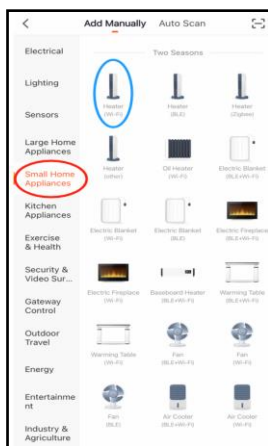 Add Manually Auto Scan
Electrical
Lighting
Sensors
Large Home
Appliances
Small Home
Appliances
Kitchen
Appliances
Exercise
& Health
Security &
Video Sur...
Gateway
Control
Outdoor
Travel
Energy
Entertainme
nt
Industry &
Agriculture
Two Seasons
Heater
(Wi-Fi)
Heater
(BLE)
Heater
(Zigbee)
Heater
(other)
Oil Heater
(Wi-Fi)
Electric Blanket
(BLE+Wi-Fi)
Electric Blanket
(Wi-Fi)
Electric Blanket
(BLE)
Electric Fireplace
(BLE+Wi-Fi)
Electric Fireplace
(Wi-Fi)
Baseboard Heater
(BLE+Wi-Fi)
Warming Table
(BLE+Wi-Fi)
Warming Table
(Wi-Fi)
Fan
(BLE+Wi-Fi)
Fan
(Wi-Fi)
Fan
(BLE)
Air Cooler
(BLE+Wi-Fi)
Air Cooler
(Wi-Fi)